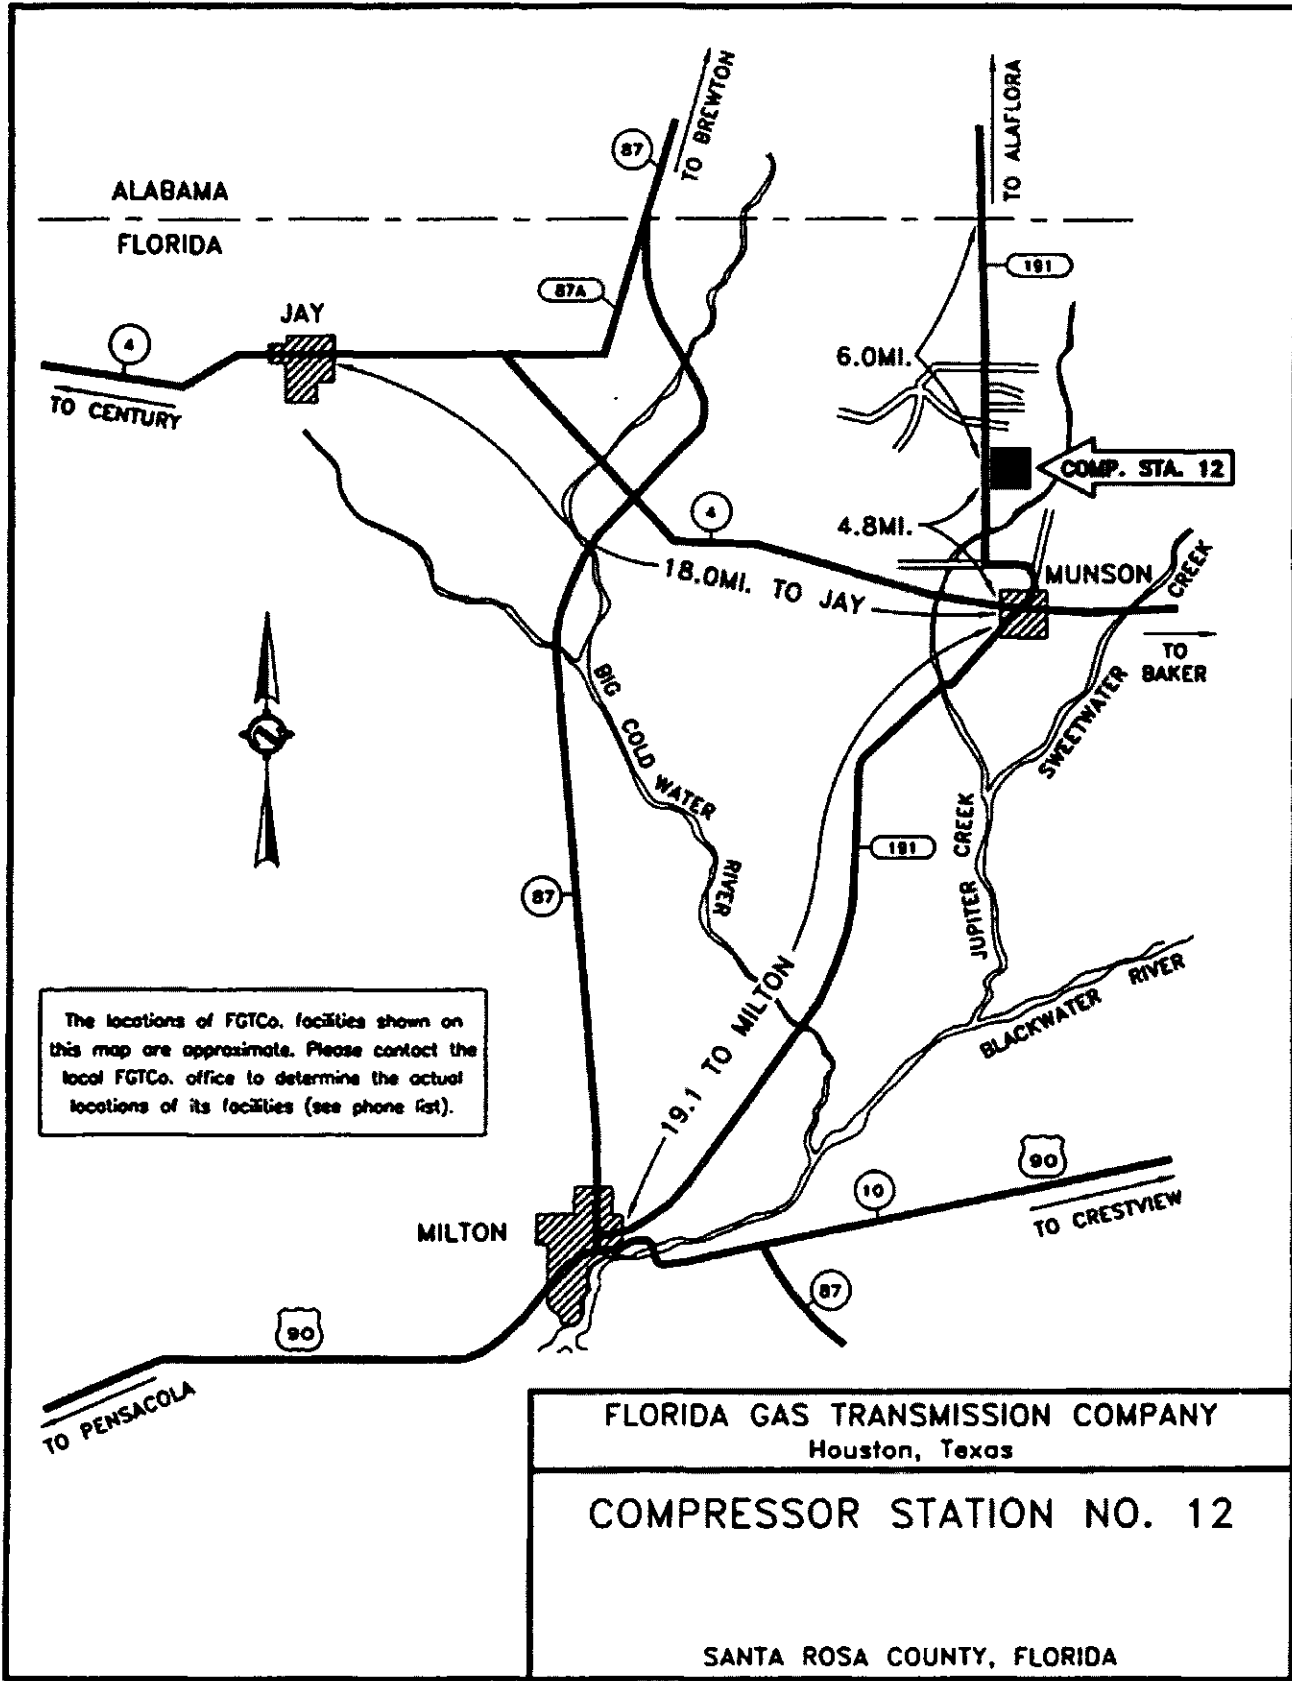 TO BREWTON
TO ALAFLORA
87
ALABAMA
FLORIDA
191
87A
JAY
4
6.0MI.
TO CENTURY
COMP. STA. 12
4
4.8MI.
18.0MI. TO JAY
MUNSON
CREEK
SWEETWATER
TO
BAKER
BIG COLD WATER RIVER
191
JUPITER CREEK
87
19.1 TO MILTON
BLACKWATER RIVER
The locations of FGTCo. facilities shown on
this map are approximate. Please contact the
local FGTCo. office to determine the actual
locations of its facilities (see phone list).
90
10
TO CRESTVIEW
MILTON
87
90
TO PENSACOLA
FLORIDA GAS TRANSMISSION COMPANY
Houston, Texas
COMPRESSOR STATION NO. 12
SANTA ROSA COUNTY, FLORIDA